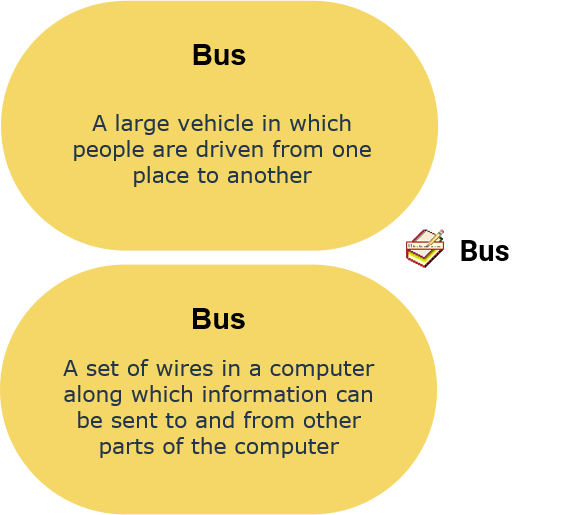 Bus
A large vehicle in which
people are driven from one
place to another
Bus
Bus
A set of wires in a computer
along which information can
be sent to and from other
parts of the computer